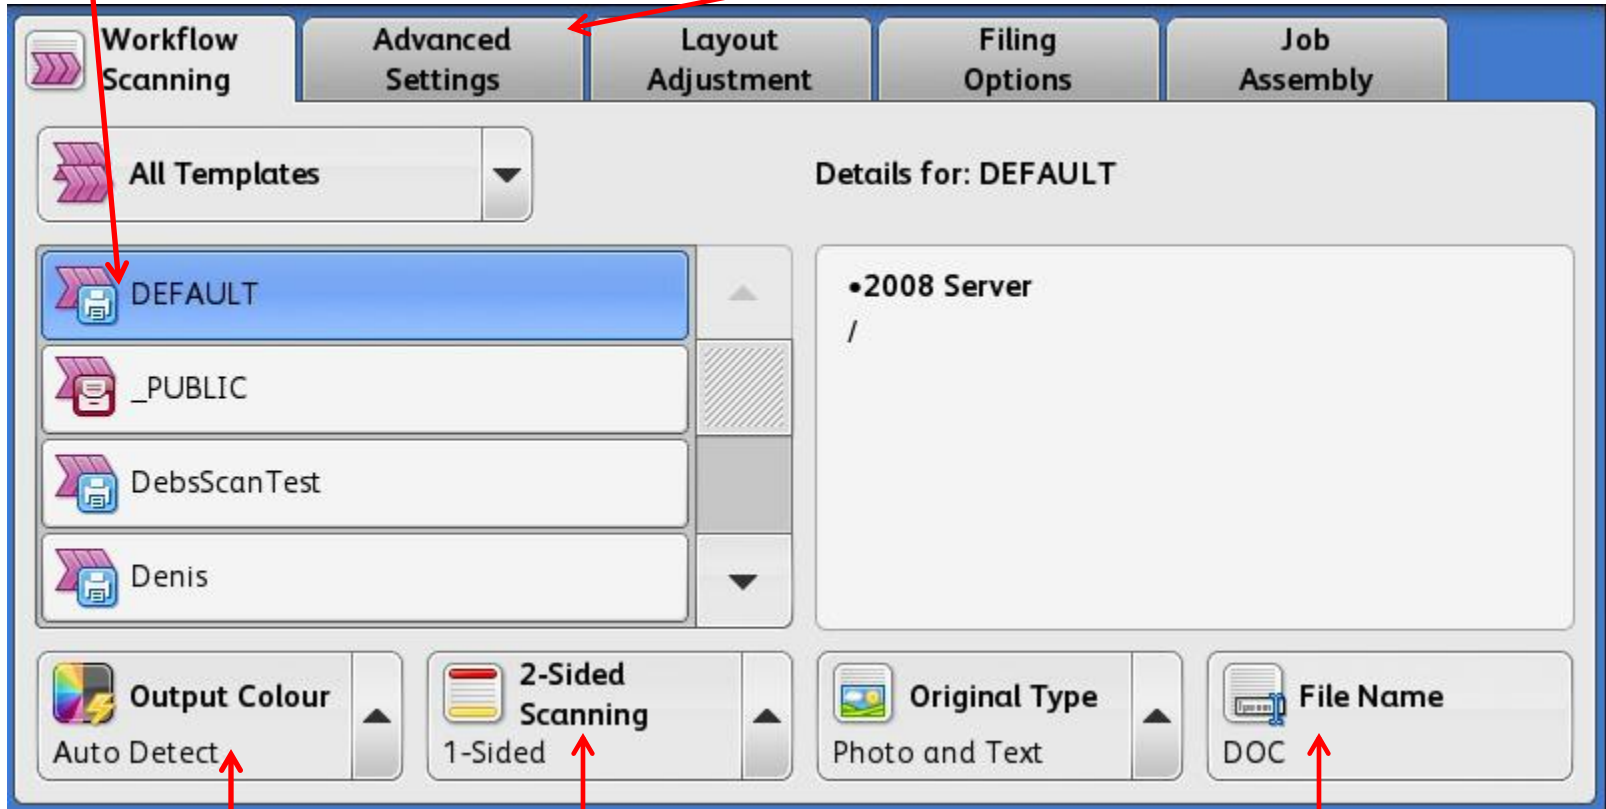 Workflow
Scanning
Advanced
Settings
Layout
Adjustment
Filing
Options
Job
Assembly
All Templates
Details for: DEFAULT
DEFAULT
_PUBLIC
DebsScanTest
Denis
•2008 Server
/
Output Colour
Auto Detect
2-Sided
Scanning
1-Sided
Original Type
Photo and Text
File Name
DOC